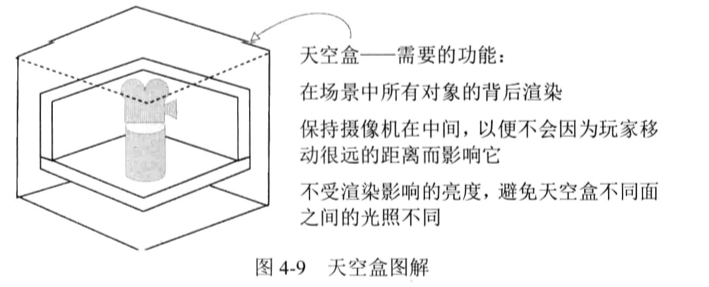 天空盒——需要的功能：
在场景中所有对象的背后渲染
保持摄像机在中间，以便不会因为玩家移
动很远的距离而影响它
不受渲染影响的亮度，避免天空盒不同面
之间的光照不同
图 4-9 天空盒图解